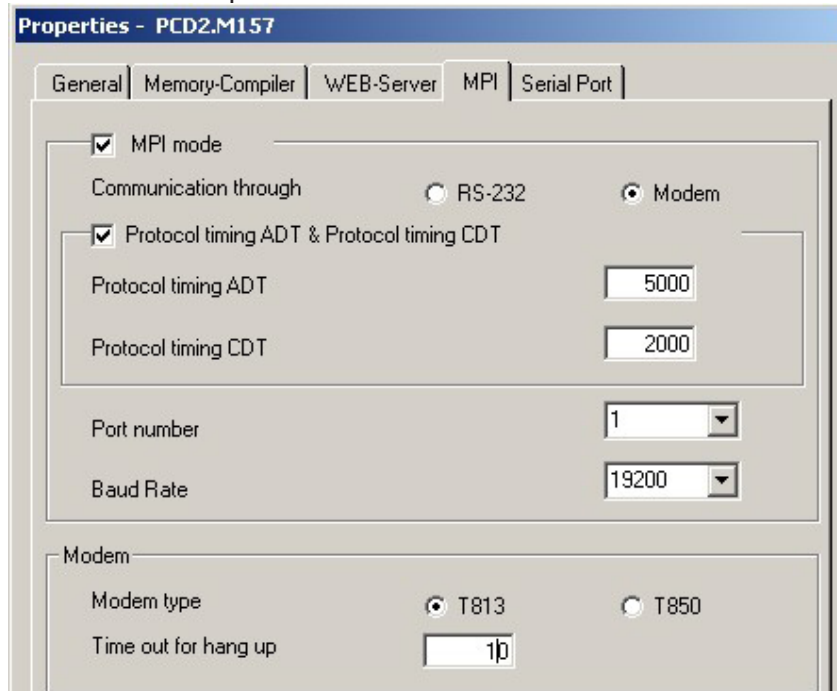 Properties - PCD2.M157
General Memory-Compiler WEB-Server MPI Serial Port
MPI mode
Communication through RS-232 Modem
Protocol timing ADT & Protocol timing CDT
Protocol timing ADT 5000
Protocol timing CDT 2000
Port number 1
Baud Rate 19200
Modem
Modem type T813 T850
Time out for hang up 10